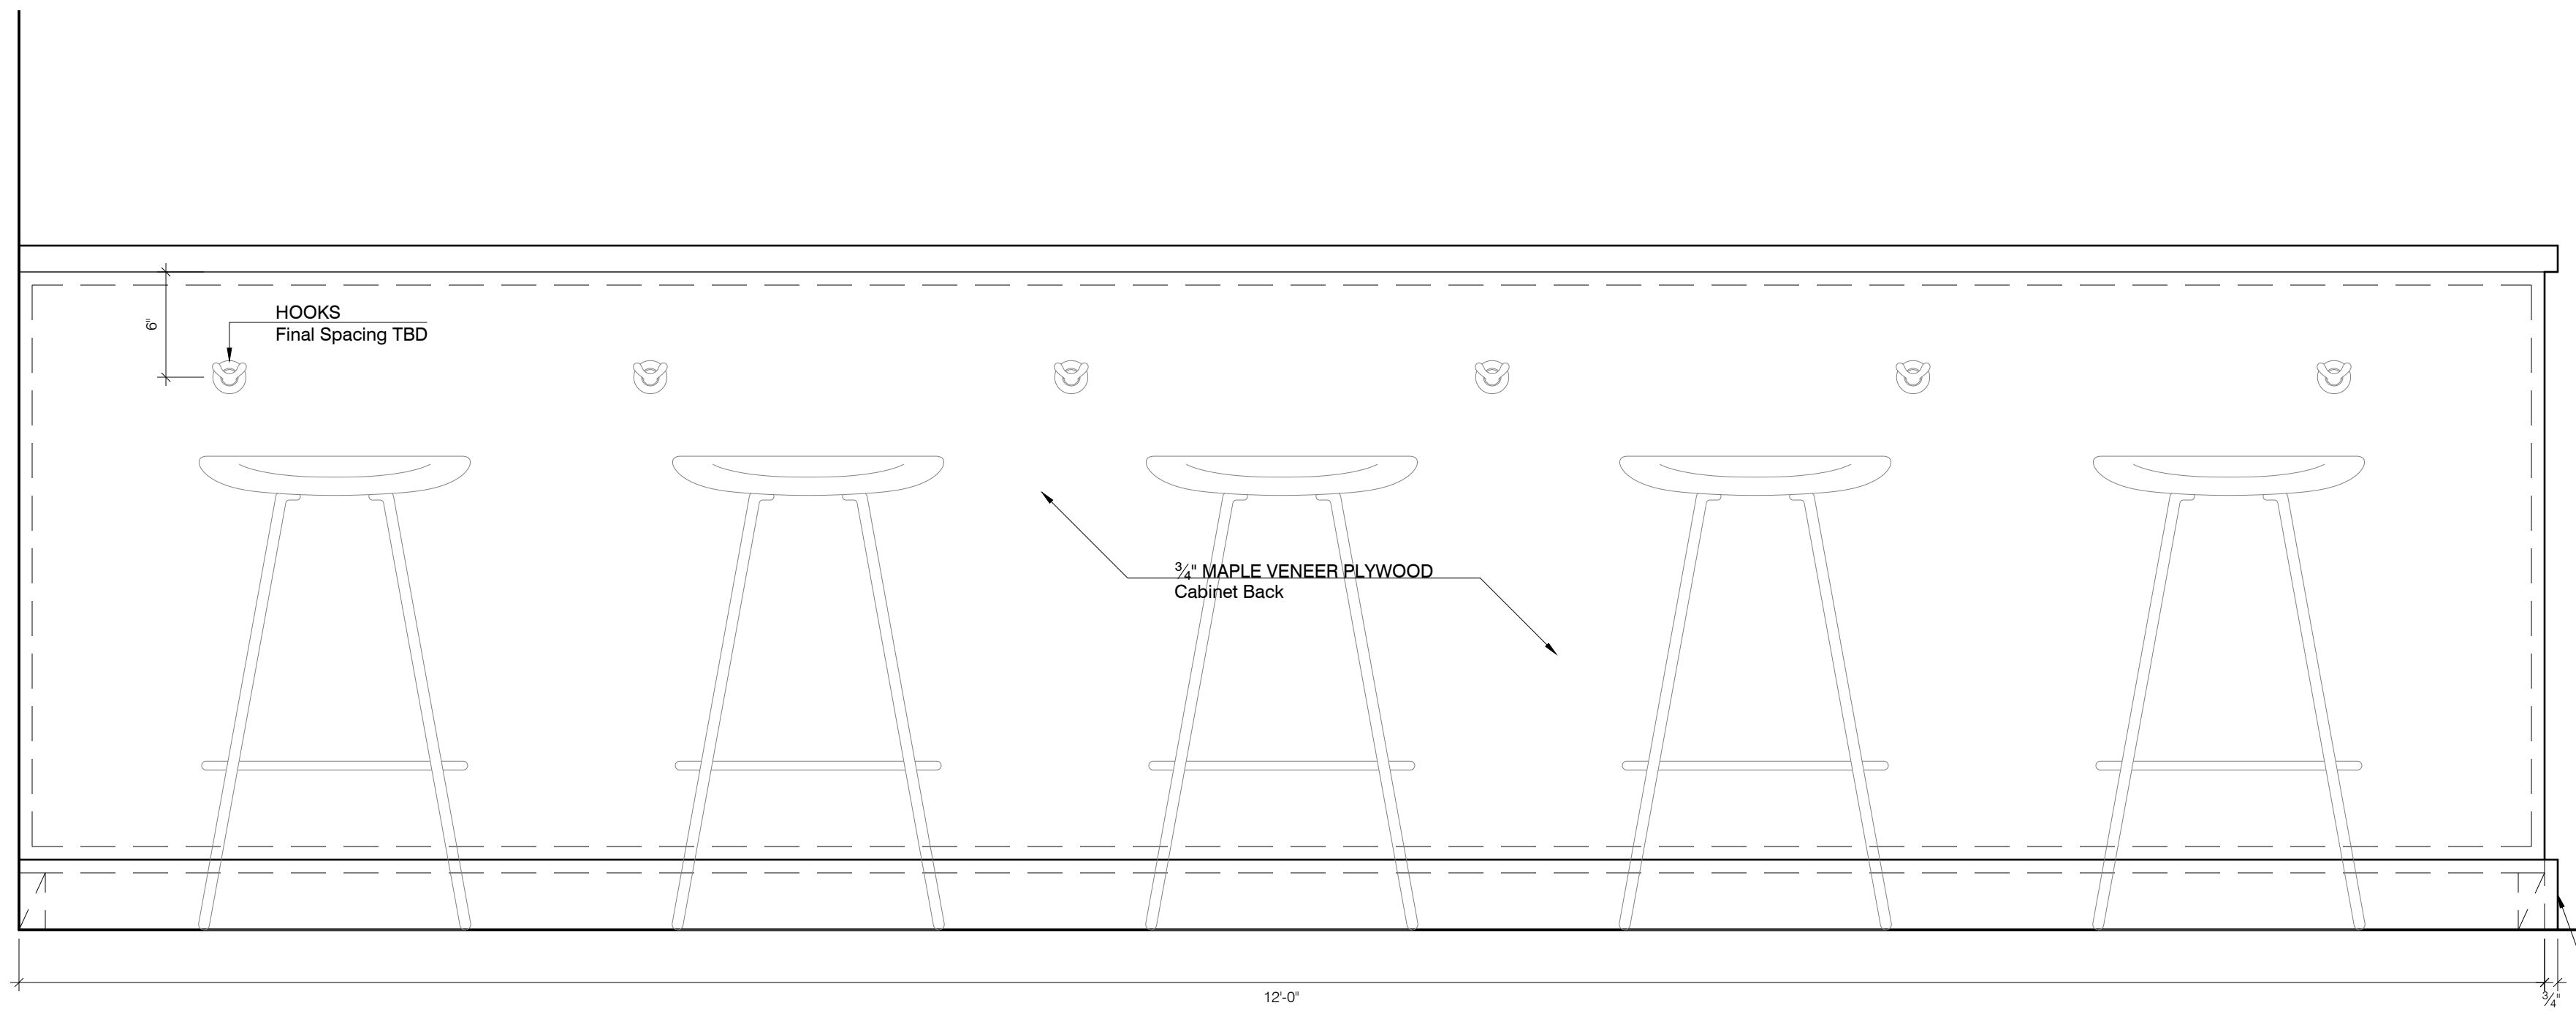 HOOKS
6"
Final Spacing TBD
3⁄4" MAPLE VENEER PLYWOOD
Cabinet Back
12'-0"
3⁄4"